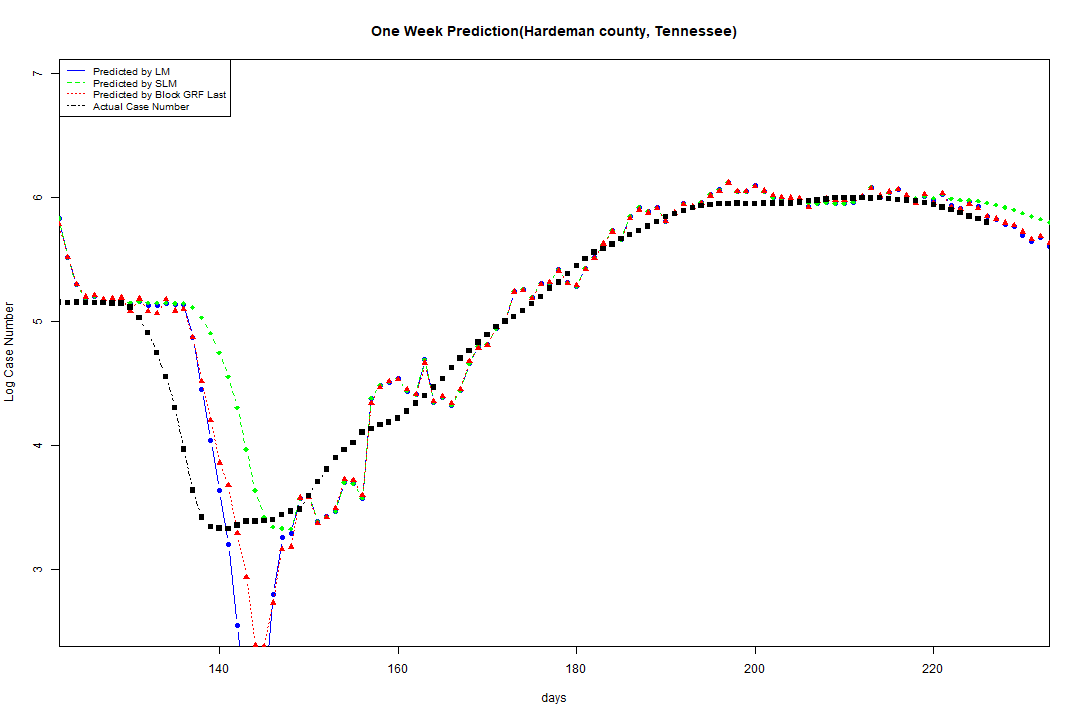 One Week Prediction(Hardeman county, Tennessee)
Predicted by LM
Predicted by SLM
Predicted by Block GRF Last
Actual Case Number
7
6
5
4
3
Log Case Number
140 160 180 200 220
days